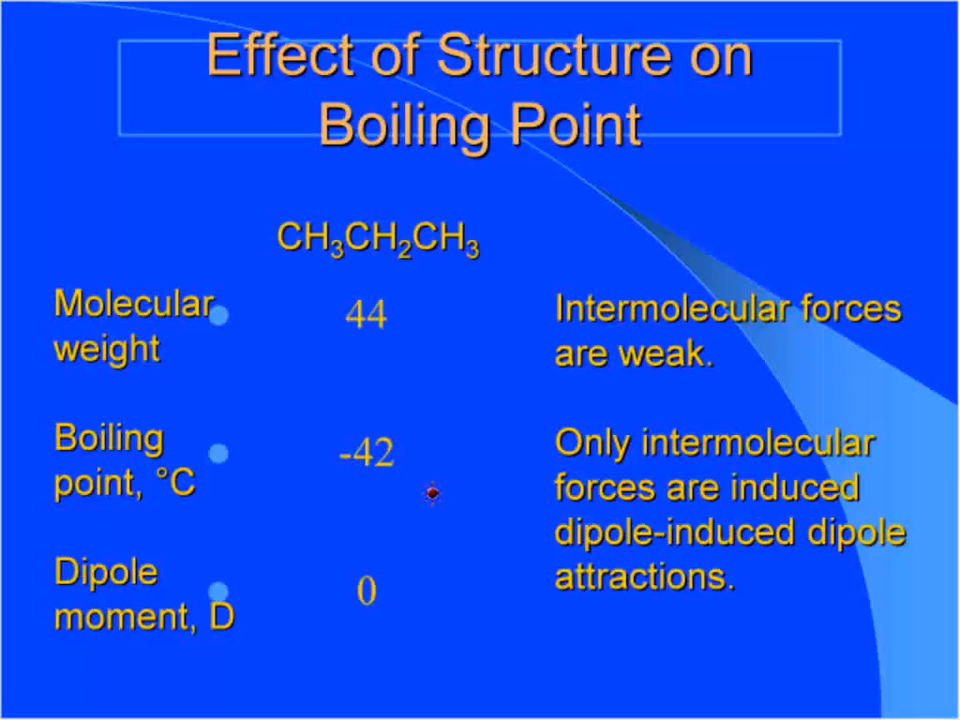 Effect of Structure on
Boiling Point
CH₃CH₂CH₃
Molecular
weight
44
Intermolecular forces
are weak.
Boiling
point, °C
-42
Only intermolecular
forces are induced
dipole-induced dipole
attractions.
Dipole
moment, D
0